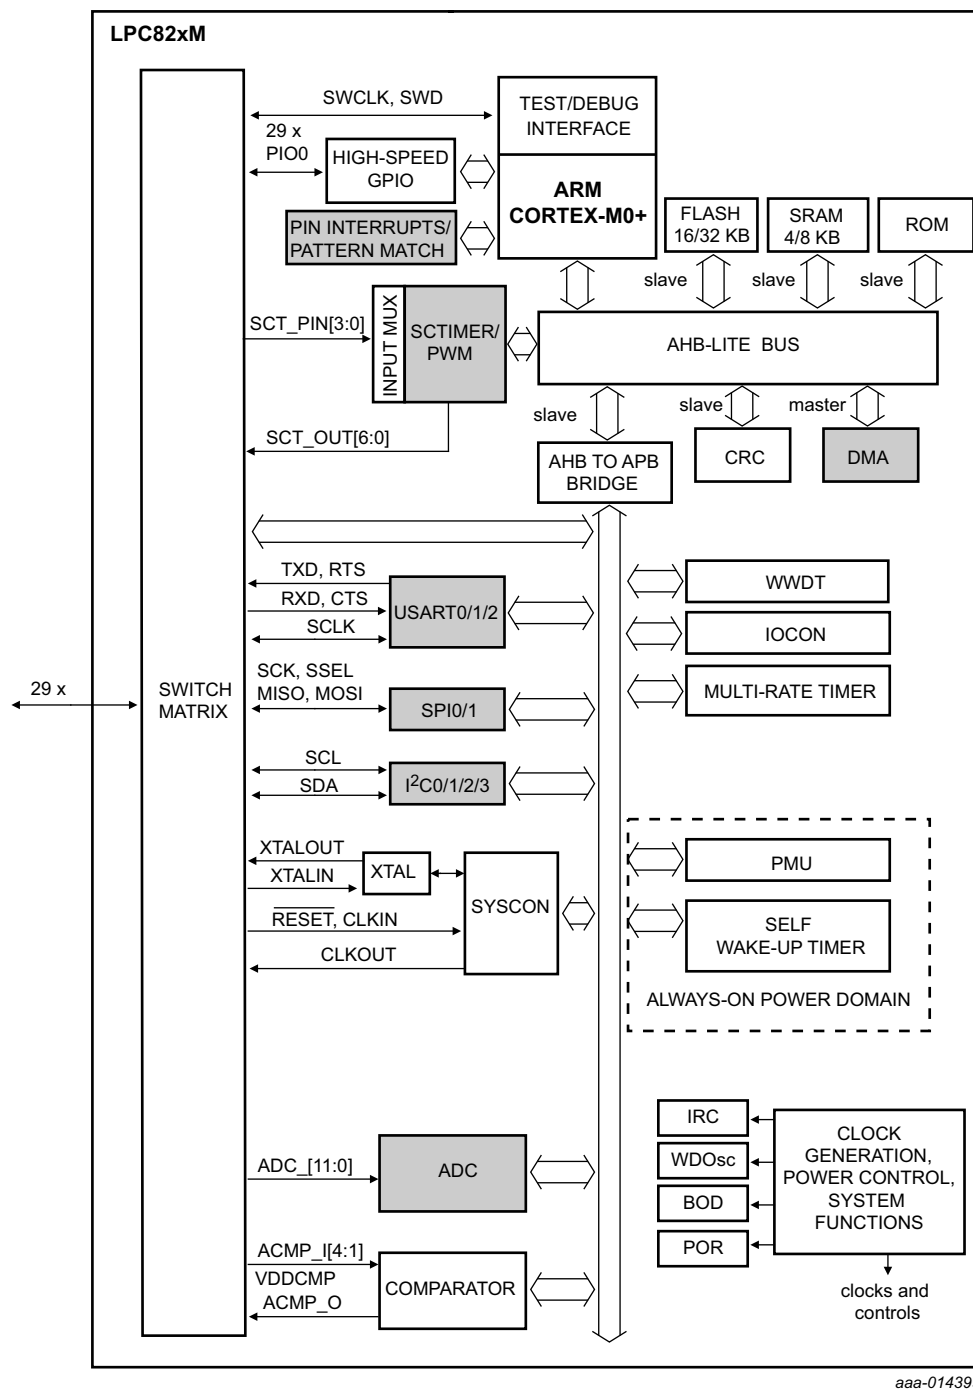 LPC82xM
SWCLK, SWD
TEST/DEBUG
INTERFACE
29 x
PIO0
HIGH-SPEED
GPIO
ARM
CORTEX-M0+
PIN INTERRUPTS/
PATTERN MATCH
FLASH
16/32 KB
SRAM
4/8 KB
ROM
slave
slave
slave
SCT_PIN[3:0]
INPUT MUX
SCTIMER/
PWM
AHB-LITE BUS
slave
slave
master
SCT_OUT[6:0]
AHB TO APB
BRIDGE
CRC
DMA
TXD, RTS
RXD, CTS
SCLK
USART0/1/2
WWDT
IOCON
MULTI-RATE TIMER
SCK, SSEL
MISO, MOSI
SPI0/1
29 x
SWITCH
MATRIX
SCL
SDA
I2C0/1/2/3
XTALOUT
XTALIN
XTAL
RESET, CLKIN
CLKOUT
SYSCON
PMU
SELF
WAKE-UP TIMER
ALWAYS-ON POWER DOMAIN
ADC_[11:0]
ADC
IRC
WDOsc
BOD
POR
CLOCK
GENERATION,
POWER CONTROL,
SYSTEM
FUNCTIONS
clocks and
controls
ACMP_I[4:1]
VDDCMP
ACMP_O
COMPARATOR
aaa-01439